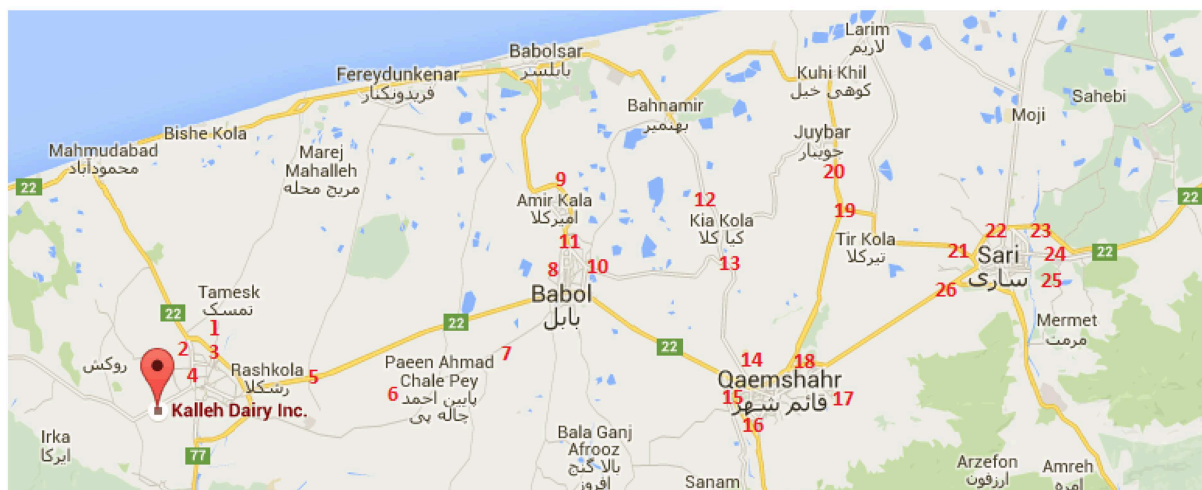 Larim
لاریم
Babolsar
بابلسر
Fereydunkenar
فریدونکنار
Kuhi Khil
کوهی خیل
Sahebi
Bahnamir
بهنمیر
Moji
Bishe Kola
Juybar
جویبار
Mahmudabad
محمودآباد
Marej
Mahalleh
مریج محله
20
22
9
22
Amir Kala
امیرکلا
12
19
Kia Kola
کیا کلا
22
23
Tir Kola
تیرکلا
11
21
Sari
ساری
24
22
8
10
13
25
26
Babol
بابل
Tamesk
تمسک
22
22
1
Mermet
مرمت
2
3
7
22
روکش
4
Rashkola
رشکلا
5
Paeen Ahmad
Chale Pey
پایین احمد
چاله پی
6
14
18
Qaemshahr
قائم شهر
15
17
16
Kalleh Dairy Inc.
Irka
ایرکا
77
Bala Ganj
Afrooz
بالا گنج
افروز
Sanam
Arzefon
ارزفون
Amreh
امره